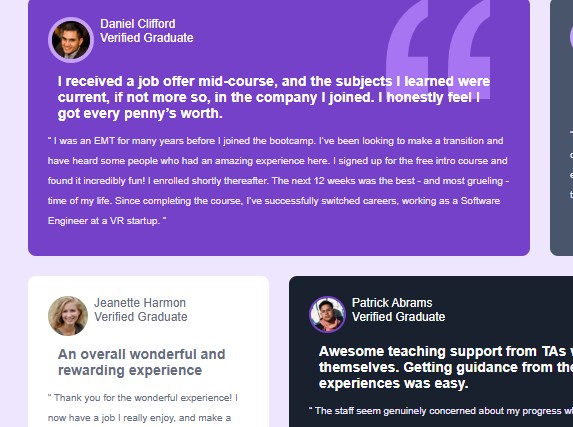 Daniel Clifford
Verified Graduate
I received a job offer mid-course, and the subjects I learned were
current, if not more so, in the company I joined. I honestly feel I
got every penny’s worth.
“ I was an EMT for many years before I joined the bootcamp. I’ve been looking to make a transition and
have heard some people who had an amazing experience here. I signed up for the free intro course and
found it incredibly fun! I enrolled shortly thereafter. The next 12 weeks was the best - and most grueling -
time of my life. Since completing the course, I’ve successfully switched careers, working as a Software
Engineer at a VR startup. ”
Jeanette Harmon
Verified Graduate
An overall wonderful and
rewarding experience
“ Thank you for the wonderful experience! I
now have a job I really enjoy, and make a
Patrick Abrams
Verified Graduate
Awesome teaching support from TAs
themselves. Getting guidance from
experiences was easy.
“ The staff seem genuinely concerned about my progress